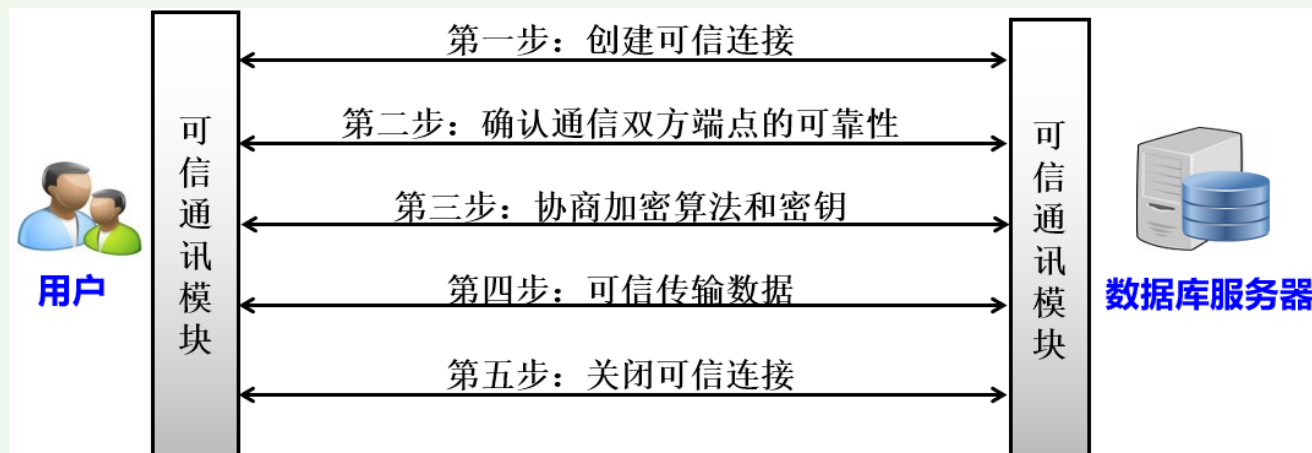 第一步：创建可信连接
第二步：确认通信双方端点的可靠性
第三步：协商加密算法和密钥
第四步：可信传输数据
第五步：关闭可信连接
可信通讯模块
可信通讯模块
用户
数据库服务器